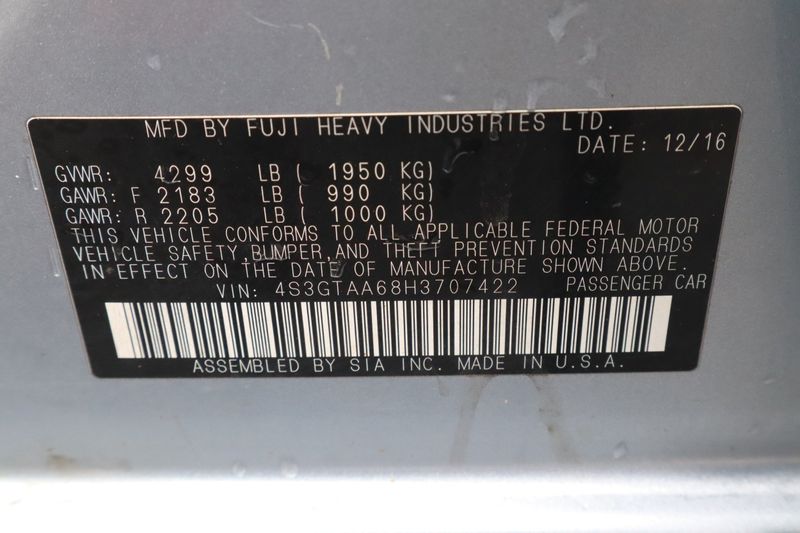 MFD BY FUJI HEAVY INDUSTRIES LTD.
DATE: 12/16
GVWR: 4299 LB ( 1950 KG)
GAWR: F 2183 LB ( 990 KG)
GAWR: R 2205 LB ( 1000 KG)
THIS VEHICLE CONFORMS TO ALL APPLICABLE FEDERAL MOTOR
VEHICLE SAFETY,BUMPER,AND THEFT PREVENTION STANDARDS
IN EFFECT ON THE DATE OF MANUFACTURE SHOWN ABOVE.
VIN: 4S3GTAA68H3707422 PASSENGER CAR
ASSEMBLED BY SIA INC. MADE IN U.S.A.